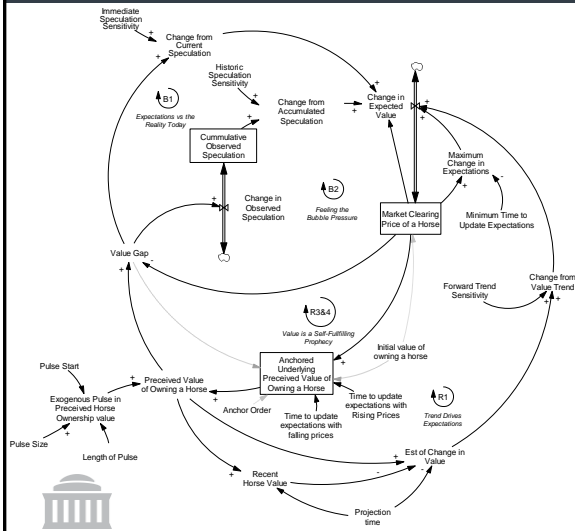 Immediate
Speculation
Sensitivity
+
Change from
Current
Speculation
+
+
Historic
Speculation
Sensitivity
B1
Expectations vs the
Reality Today
+
Change from
Accumulated
Speculation
+
+
Change in
Expected
Value
+
+
+
Cummulative
Observed
Speculation
+
Maximum
Change in
Expectations
-
+
B2
Feeling the
Bubble Pressure
+
Change in
Observed
Speculation
Market Clearing
Price of a Horse
Minimum Time to
Update Expectations
Value Gap
-
+
Forward Trend
Sensitivity
Change from
Value Trend
+
+
R3&4
Value is a Self-Fullfilling
Prophecy
Initial value of
owning a horse
Pulse Start
Exogenous Pulse in
Preceived Horse
Ownership value
+
Pulse Size
+
Length of Pulse
+
Preceived Value
of Owning a Horse
+
Anchored
Underlying
Preceived Value of
Owning a Horse
+
Anchor Order
Time to update
expectations with
falling prices
Time to update
expectations with
Rising Prices
R1
Trend Drives
Expectations
+
Est of Change in
Value
-
-
+
Recent
Horse Value
Projection
time